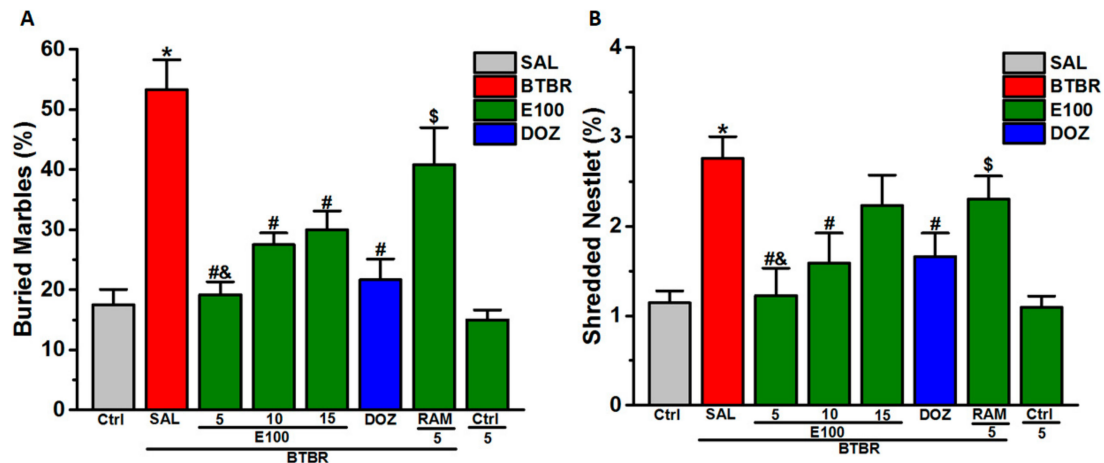 A
Buried Marbles (%)
60
50
40
30
20
10
0
*
#&
#
#
#
$
SAL
BTBR
E100
DOZ
Ctrl SAL 5 10 15 DOZ RAM Ctrl
E100 5 5
BTBR
B
Shredded Nestlet (%)
4
3
2
1
0
*
#&
#
#
$
SAL
BTBR
E100
DOZ
Ctrl SAL 5 10 15 DOZ RAM Ctrl
E100 5 5
BTBR